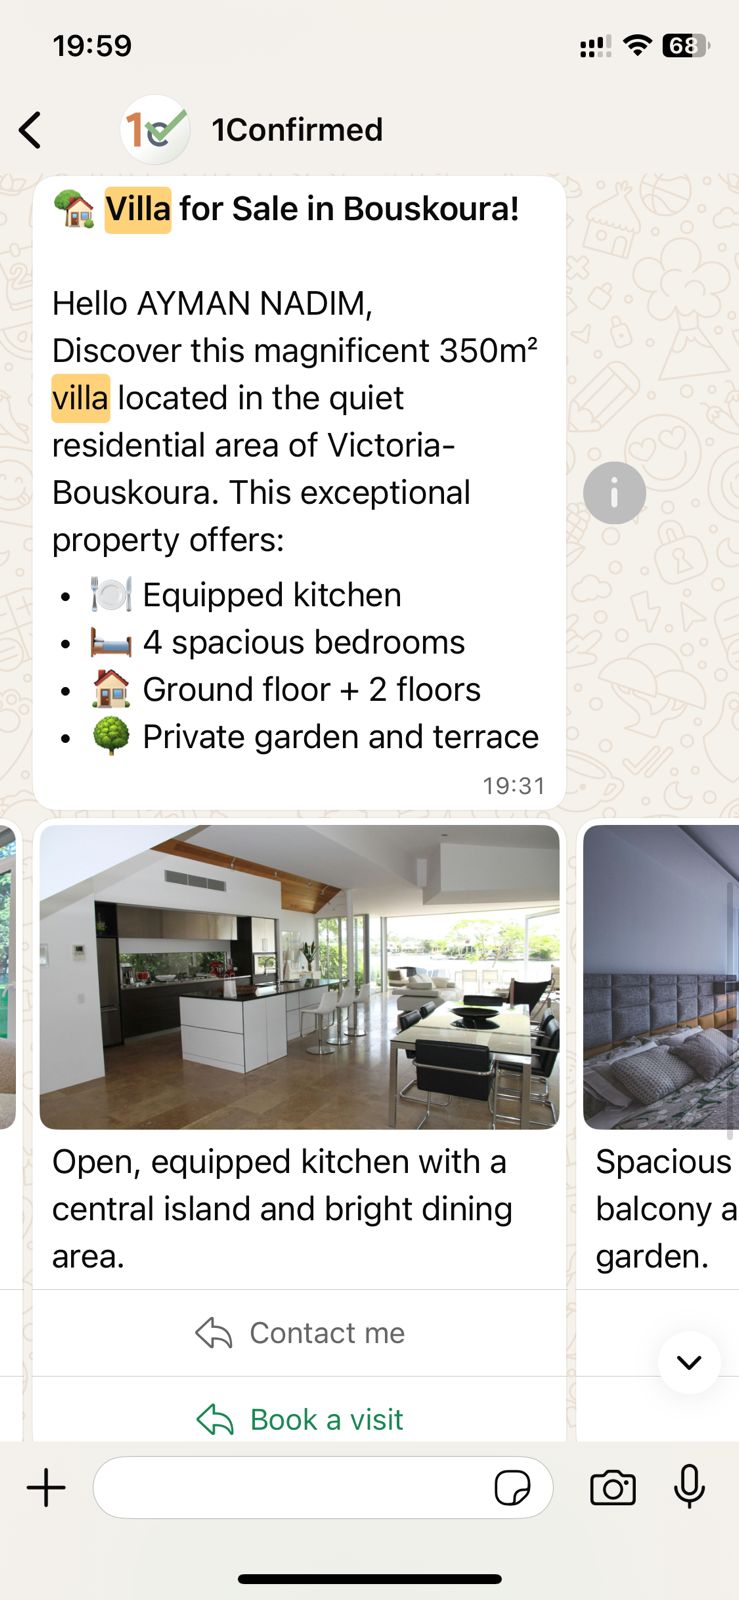 19:59
68
1C
1Confirmed
Villa for Sale in Bouskoura!
Hello AYMAN NADIM,
Discover this magnificent 350m²
villa located in the quiet
residential area of Victoria-
Bouskoura. This exceptional
property offers:
• Equipped kitchen
• 4 spacious bedrooms
• Ground floor + 2 floors
• Private garden and terrace
19:31
Open, equipped kitchen with a
central island and bright dining
area.
Contact me
Book a visit
Spacious
balcony a
garden.